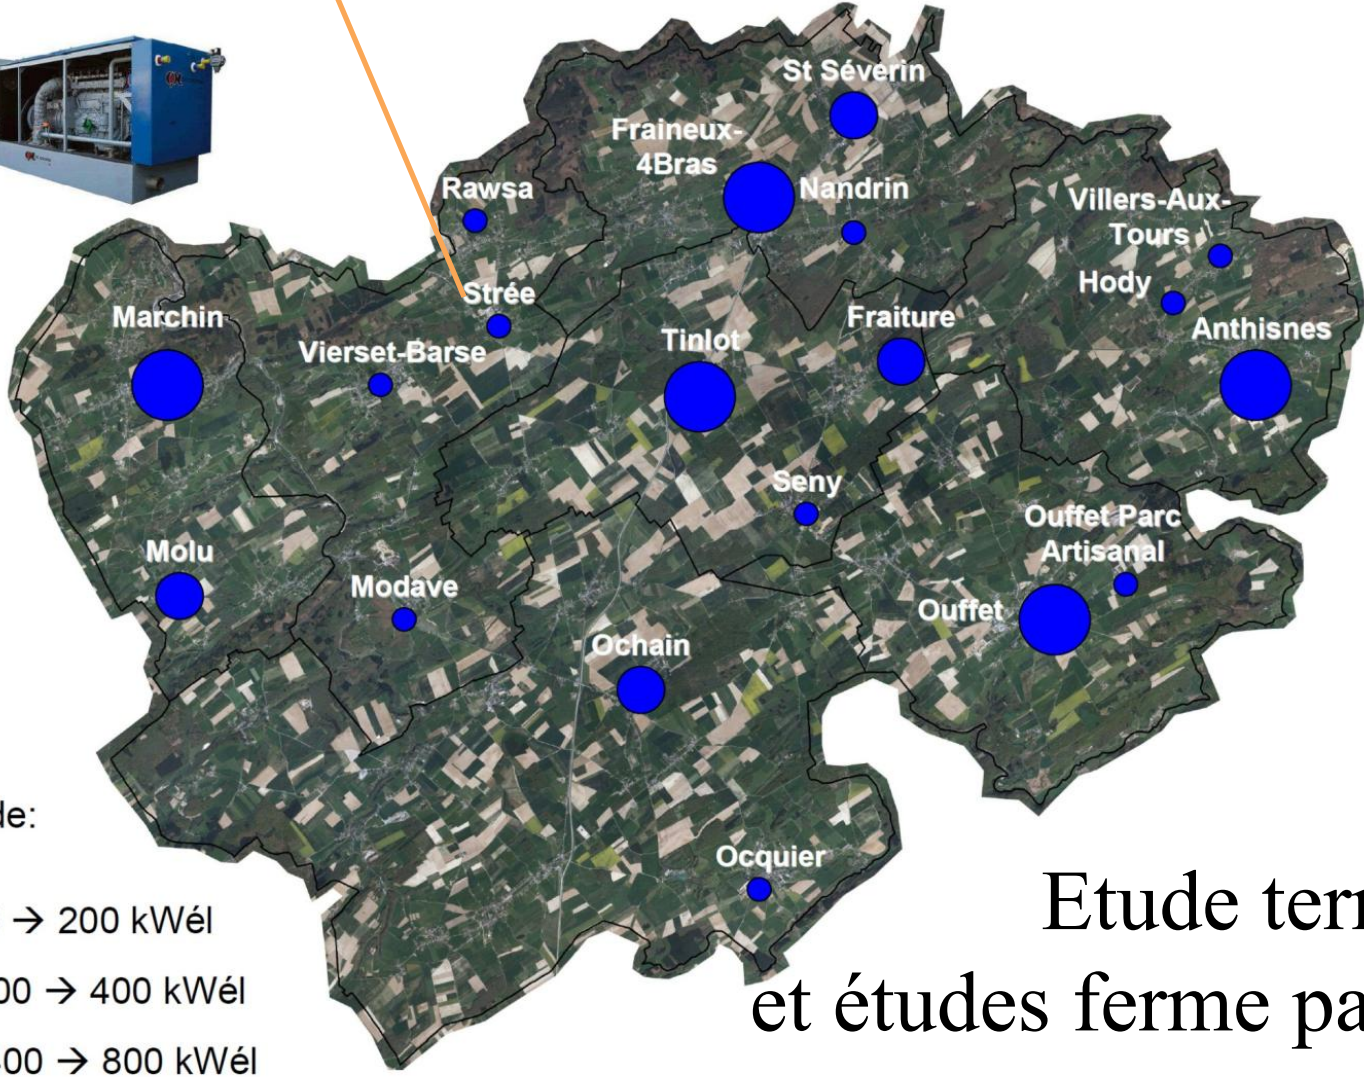 St Séverin
Fraineux-
4Bras
Rawsa
Nandrin
Villers-Aux-
Tours
Hody
Strée
Marchin
Fraiture
Anthisnes
Tinlot
Vierset-Barse
Seny
Ouffet Parc
Artisanal
Molu
Modave
Ouffet
Ochain
de:
Ocquier
→ 200 kWél
00 → 400 kWél
00 → 800 kWél
Etude terr
et études ferme pa